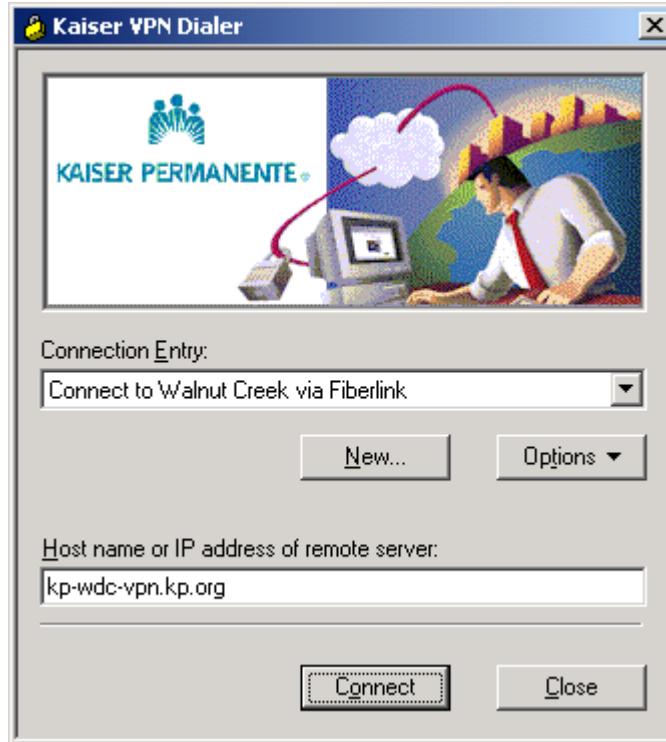 Kaiser VPN Dialer
KAISER PERMANENTE®
Connection Entry:
Connect to Walnut Creek via Fiberlink
New...
Options
Host name or IP address of remote server:
kp-wdc-vpn.kp.org
Connect
Close